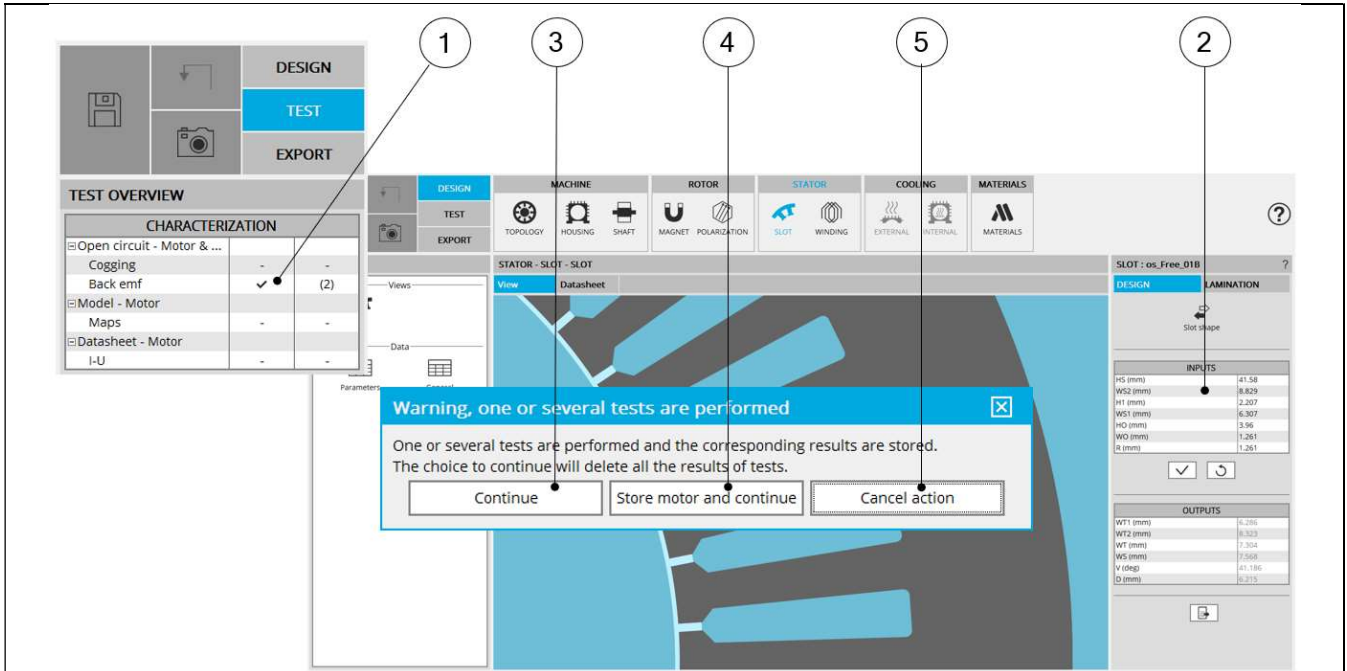 1
3
4
5
2
DESIGN
TEST
EXPORT
TEST OVERVIEW
CHARACTERIZATION
Open circuit - Motor & ...
Cogging - -
Back emf ✓ (2)
Model - Motor
Maps - -
Datasheet - Motor
I-U - -
DESIGN
TEST
EXPORT
MACHINE
TOPOLOGY HOUSING SHAFT
ROTOR
MAGNET POLARIZATION
STATOR
SLOT WINDING
COOLING
EXTERNAL INTERNAL
MATERIALS
MATERIALS
?
Views
Data
Parameters
STATOR - SLOT - SLOT
View Datasheet
Warning, one or several tests are performed
One or several tests are performed and the corresponding results are stored.
The choice to continue will delete all the results of tests.
Continue Store motor and continue Cancel action
SLOT : os_Free_01B ?
DESIGN LAMINATION
Slot shape
INPUTS
HS (mm) 41.58
WS2 (mm) 8.829
H1 (mm) 2.207
WS1 (mm) 6.307
HO (mm) 3.96
WO (mm) 1.261
R (mm) 1.261
OUTPUTS
WT1 (mm) 6.286
WT2 (mm) 8.323
WT (mm) 7.304
WS (mm) 7.568
V (deg) 41.186
D (mm) 6.215